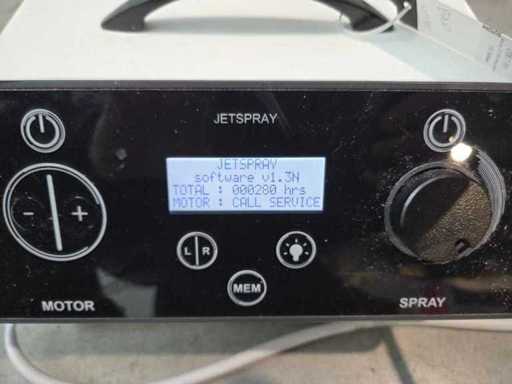 JETSPRAY
JETSPRAY
software v1.3N
TOTAL : 000280 hrs
MOTOR : CALL SERVICE
- +
L R
MEM
MOTOR
SPRAY